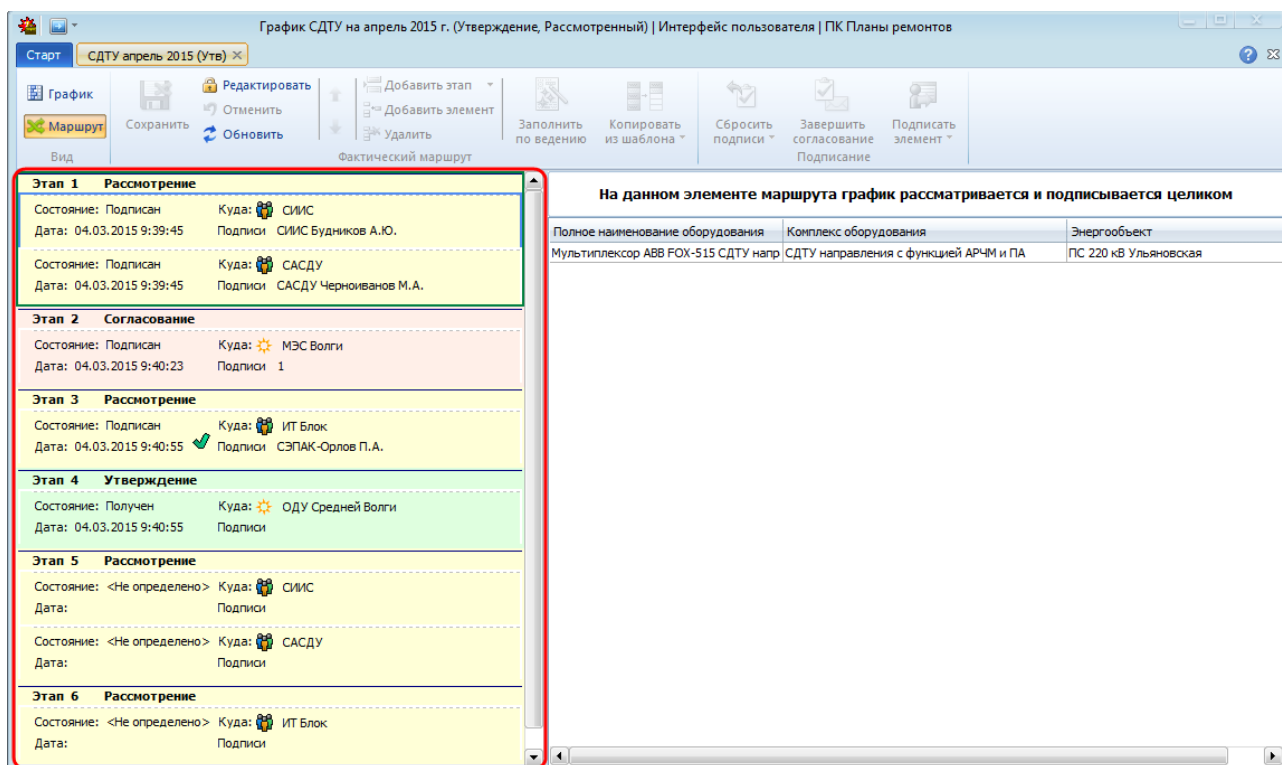 График СДТУ на апрель 2015 г. (Утверждение, Рассмотренный) | Интерфейс пользователя | ПК Планы ремонтов
Старт СДТУ апрель 2015 (Утв)
График
Маршрут
Вид
Сохранить
Редактировать
Отменить
Обновить
Добавить этап
Добавить элемент
Удалить
Фактический маршрут
Заполнить по ведению
Копировать из шаблона
Сбросить подписи
Завершить согласование
Подписать элемент
Подписание
Этап 1 Рассмотрение
Состояние: Подписан Куда: СИИС
Дата: 04.03.2015 9:39:45 Подписи СИИС Будников А.Ю.
Состояние: Подписан Куда: САСДУ
Дата: 04.03.2015 9:39:45 Подписи САСДУ Черноиванов М.А.
Этап 2 Согласование
Состояние: Подписан Куда: МЭС Волги
Дата: 04.03.2015 9:40:23 Подписи 1
Этап 3 Рассмотрение
Состояние: Подписан Куда: ИТ Блок
Дата: 04.03.2015 9:40:55 Подписи СЭПАК-Орлов П.А.
Этап 4 Утверждение
Состояние: Получен Куда: ОДУ Средней Волги
Дата: 04.03.2015 9:40:55 Подписи
Этап 5 Рассмотрение
Состояние: <Не определено> Куда: СИИС
Дата: Подписи
Состояние: <Не определено> Куда: САСДУ
Дата: Подписи
Этап 6 Рассмотрение
Состояние: <Не определено> Куда: ИТ Блок
Дата: Подписи
На данном элементе маршрута график рассматривается и подписывается целиком
Полное наименование оборудования Комплекс оборудования Энергообъект
Мультиплексор ABB FOX-515 СДТУ напр СДТУ направления с функцией АРЧМ и ПА ПС 220 кВ Ульяновская